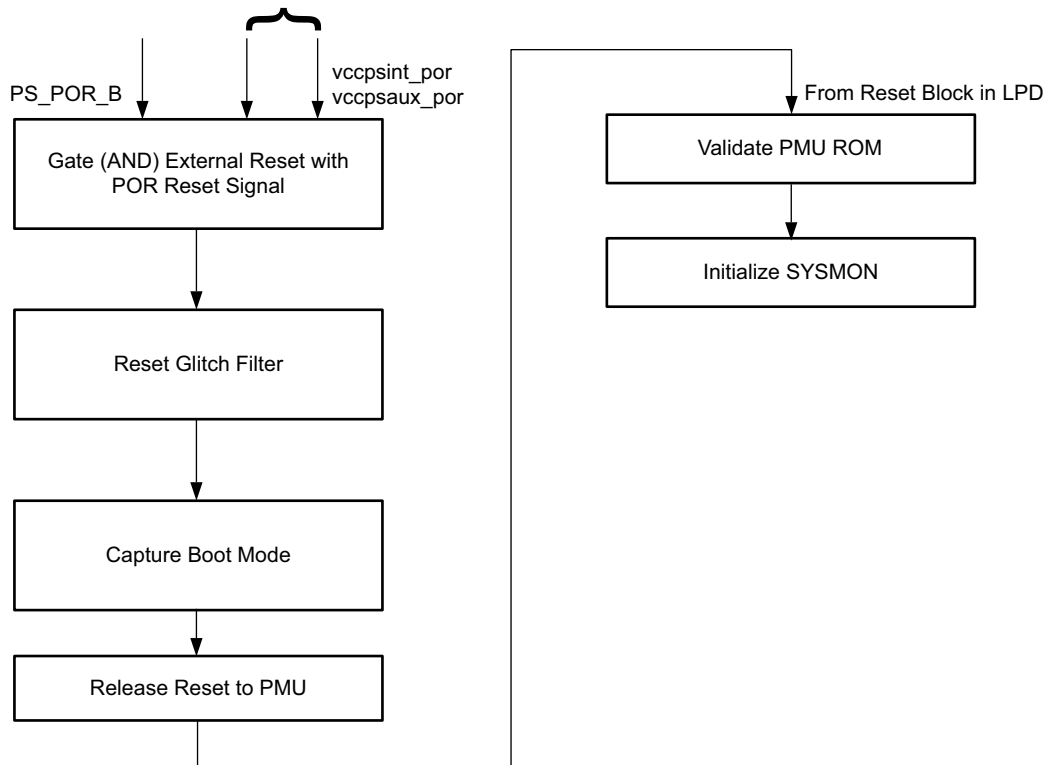 PS_POR_B
vccpsint_por
vccpsaux_por
Gate (AND) External Reset with
POR Reset Signal
Reset Glitch Filter
Capture Boot Mode
Release Reset to PMU
From Reset Block in LPD
Validate PMU ROM
Initialize SYSMON